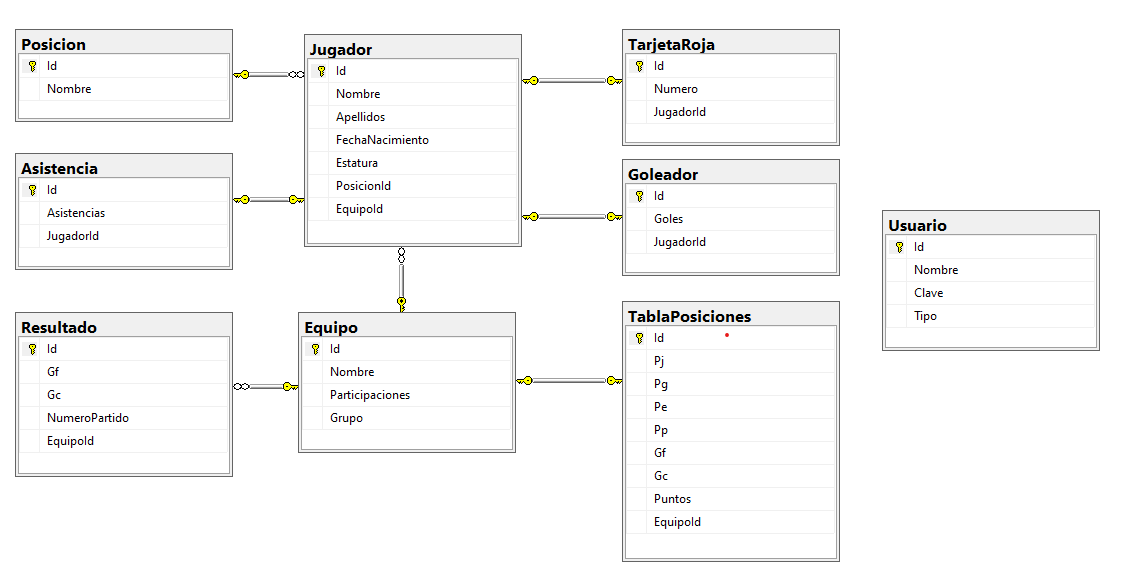 Posicion
Id
Nombre
Asistencia
Id
Asistencias
JugadorId
Resultado
Id
Gf
Gc
NumeroPartido
EquipoId
Jugador
Id
Nombre
Apellidos
FechaNacimiento
Estatura
PosicionId
EquipoId
Equipo
Id
Nombre
Participaciones
Grupo
TarjetaRoja
Id
Numero
JugadorId
Goleador
Id
Goles
JugadorId
TablaPosiciones
Id
Pj
Pg
Pe
Pp
Gf
Gc
Puntos
EquipoId
Usuario
Id
Nombre
Clave
Tipo